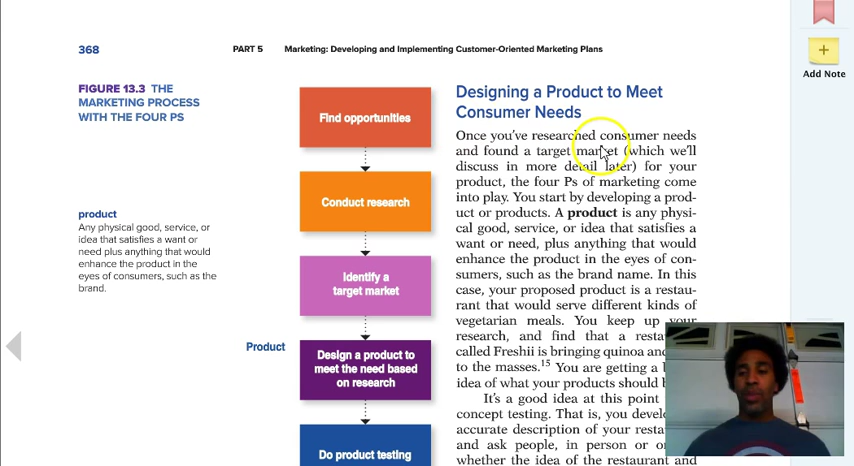 368
PART 5 Marketing: Developing and Implementing Customer-Oriented Marketing Plans
Add Note
FIGURE 13.3 THE
MARKETING PROCESS
WITH THE FOUR PS
product
Any physical good, service, or
idea that satisfies a want or
need plus anything that would
enhance the product in the
eyes of consumers, such as the
brand.
Find opportunities
Conduct research
Identify a
target market
Product
Design a product to
meet the need based
on research
Do product testing
Designing a Product to Meet
Consumer Needs
Once you've researched consumer needs
and found a target market (which we'll
discuss in more detail later) for your
product, the four Ps of marketing come
into play. You start by developing a prod-
uct or products. A product is any physi-
cal good, service, or idea that satisfies a
want or need, plus anything that would
enhance the product in the eyes of con-
sumers, such as the brand name. In this
case, your proposed product is a restau-
rant that would serve different kinds of
vegetarian meals. You keep up your
research, and find that a
called Freshii is bringing quinoa
to the masses.15 You are getting a
idea of what your products should
It's a good idea at this point
concept testing. That is, you
accurate description of your
and ask people, in person or
whether the idea of the restaurant and